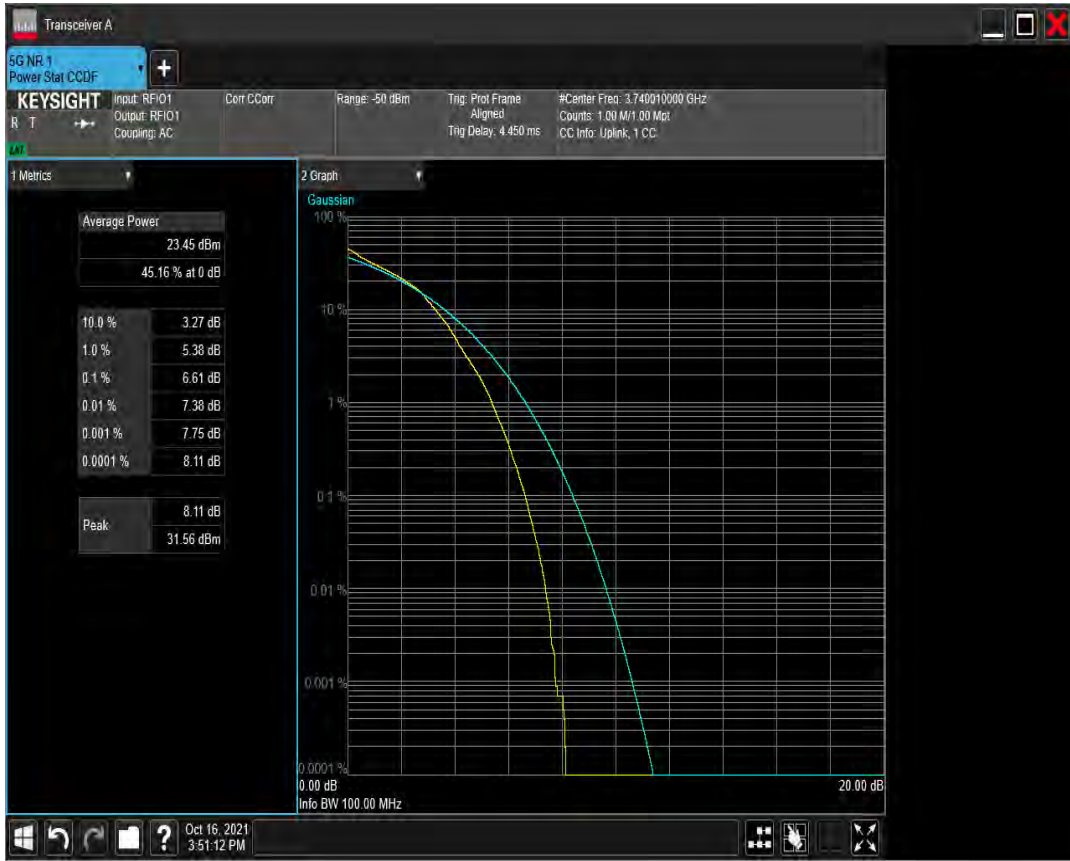 Transceiver A
5G NR 1
Power Stat CCDF
+
KEYSIGHT
R T
LXI
Input: RFIO1
Output: RFIO1
Coupling: AC
Corr CCorr
Range: -50 dBm
Trig: Prot Frame
Aligned
Trig Delay: 4.450 ms
#Center Freq: 3.740010000 GHz
Counts: 1.00 M/1.00 Mpt
CC Info: Uplink, 1 CC
1 Metrics
Average Power
23.45 dBm
45.16 % at 0 dB
10.0 % 3.27 dB
1.0 % 5.38 dB
0.1 % 6.61 dB
0.01 % 7.38 dB
0.001 % 7.75 dB
0.0001 % 8.11 dB
Peak 8.11 dB
31.56 dBm
2 Graph
Gaussian
100 %
10 %
1 %
0.1 %
0.01 %
0.001 %
0.0001 %
0.00 dB 20.00 dB
Info BW 100.00 MHz
? Oct 16, 2021
3:51:12 PM